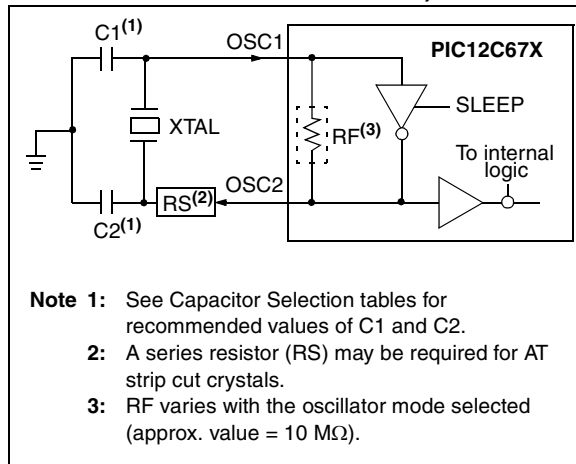 C1(1)
OSC1
PIC12C67X
SLEEP
XTAL
RF(3)
To internal
logic
OSC2
RS(2)
C2(1)
Note 1: See Capacitor Selection tables for
recommended values of C1 and C2.
2: A series resistor (RS) may be required for AT
strip cut crystals.
3: RF varies with the oscillator mode selected
(approx. value = 10 MΩ).